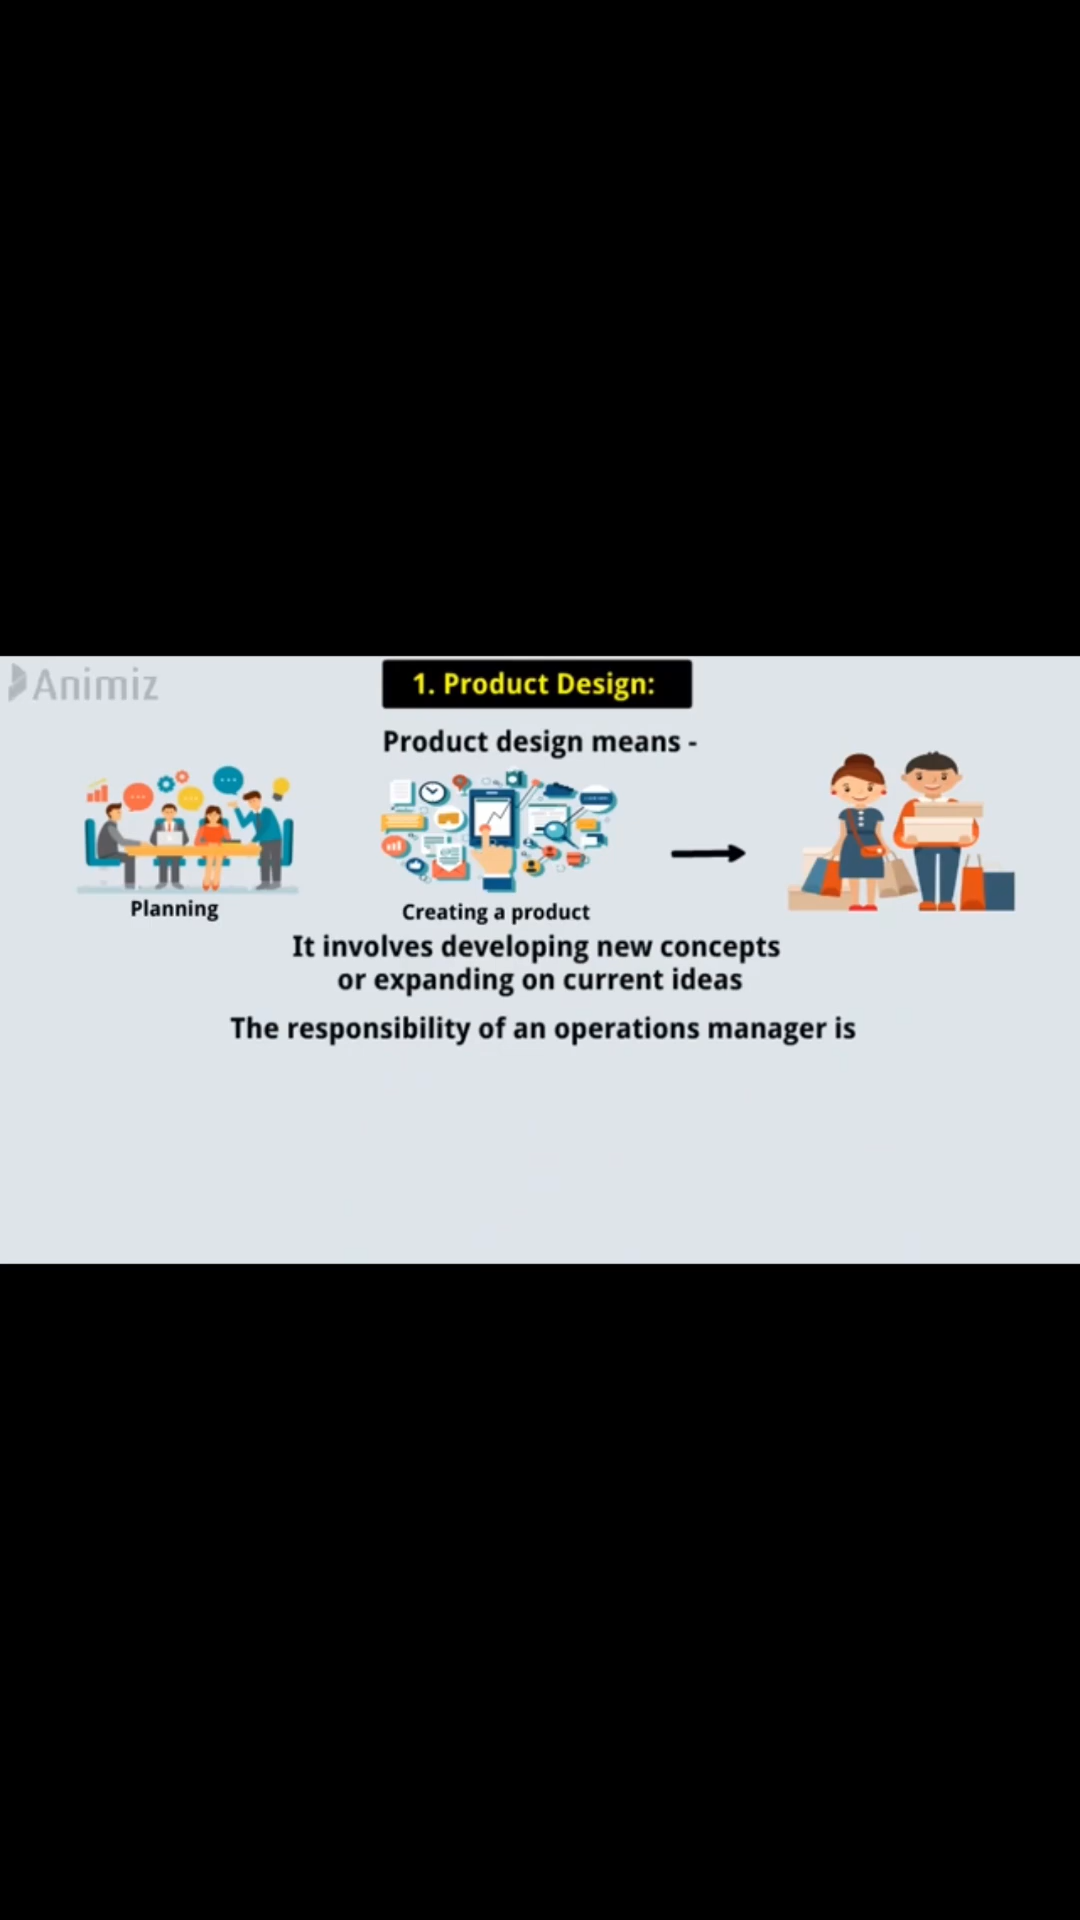 Animiz
1. Product Design:
Product design means -
Planning
Creating a product
It involves developing new concepts
or expanding on current ideas
The responsibility of an operations manager is